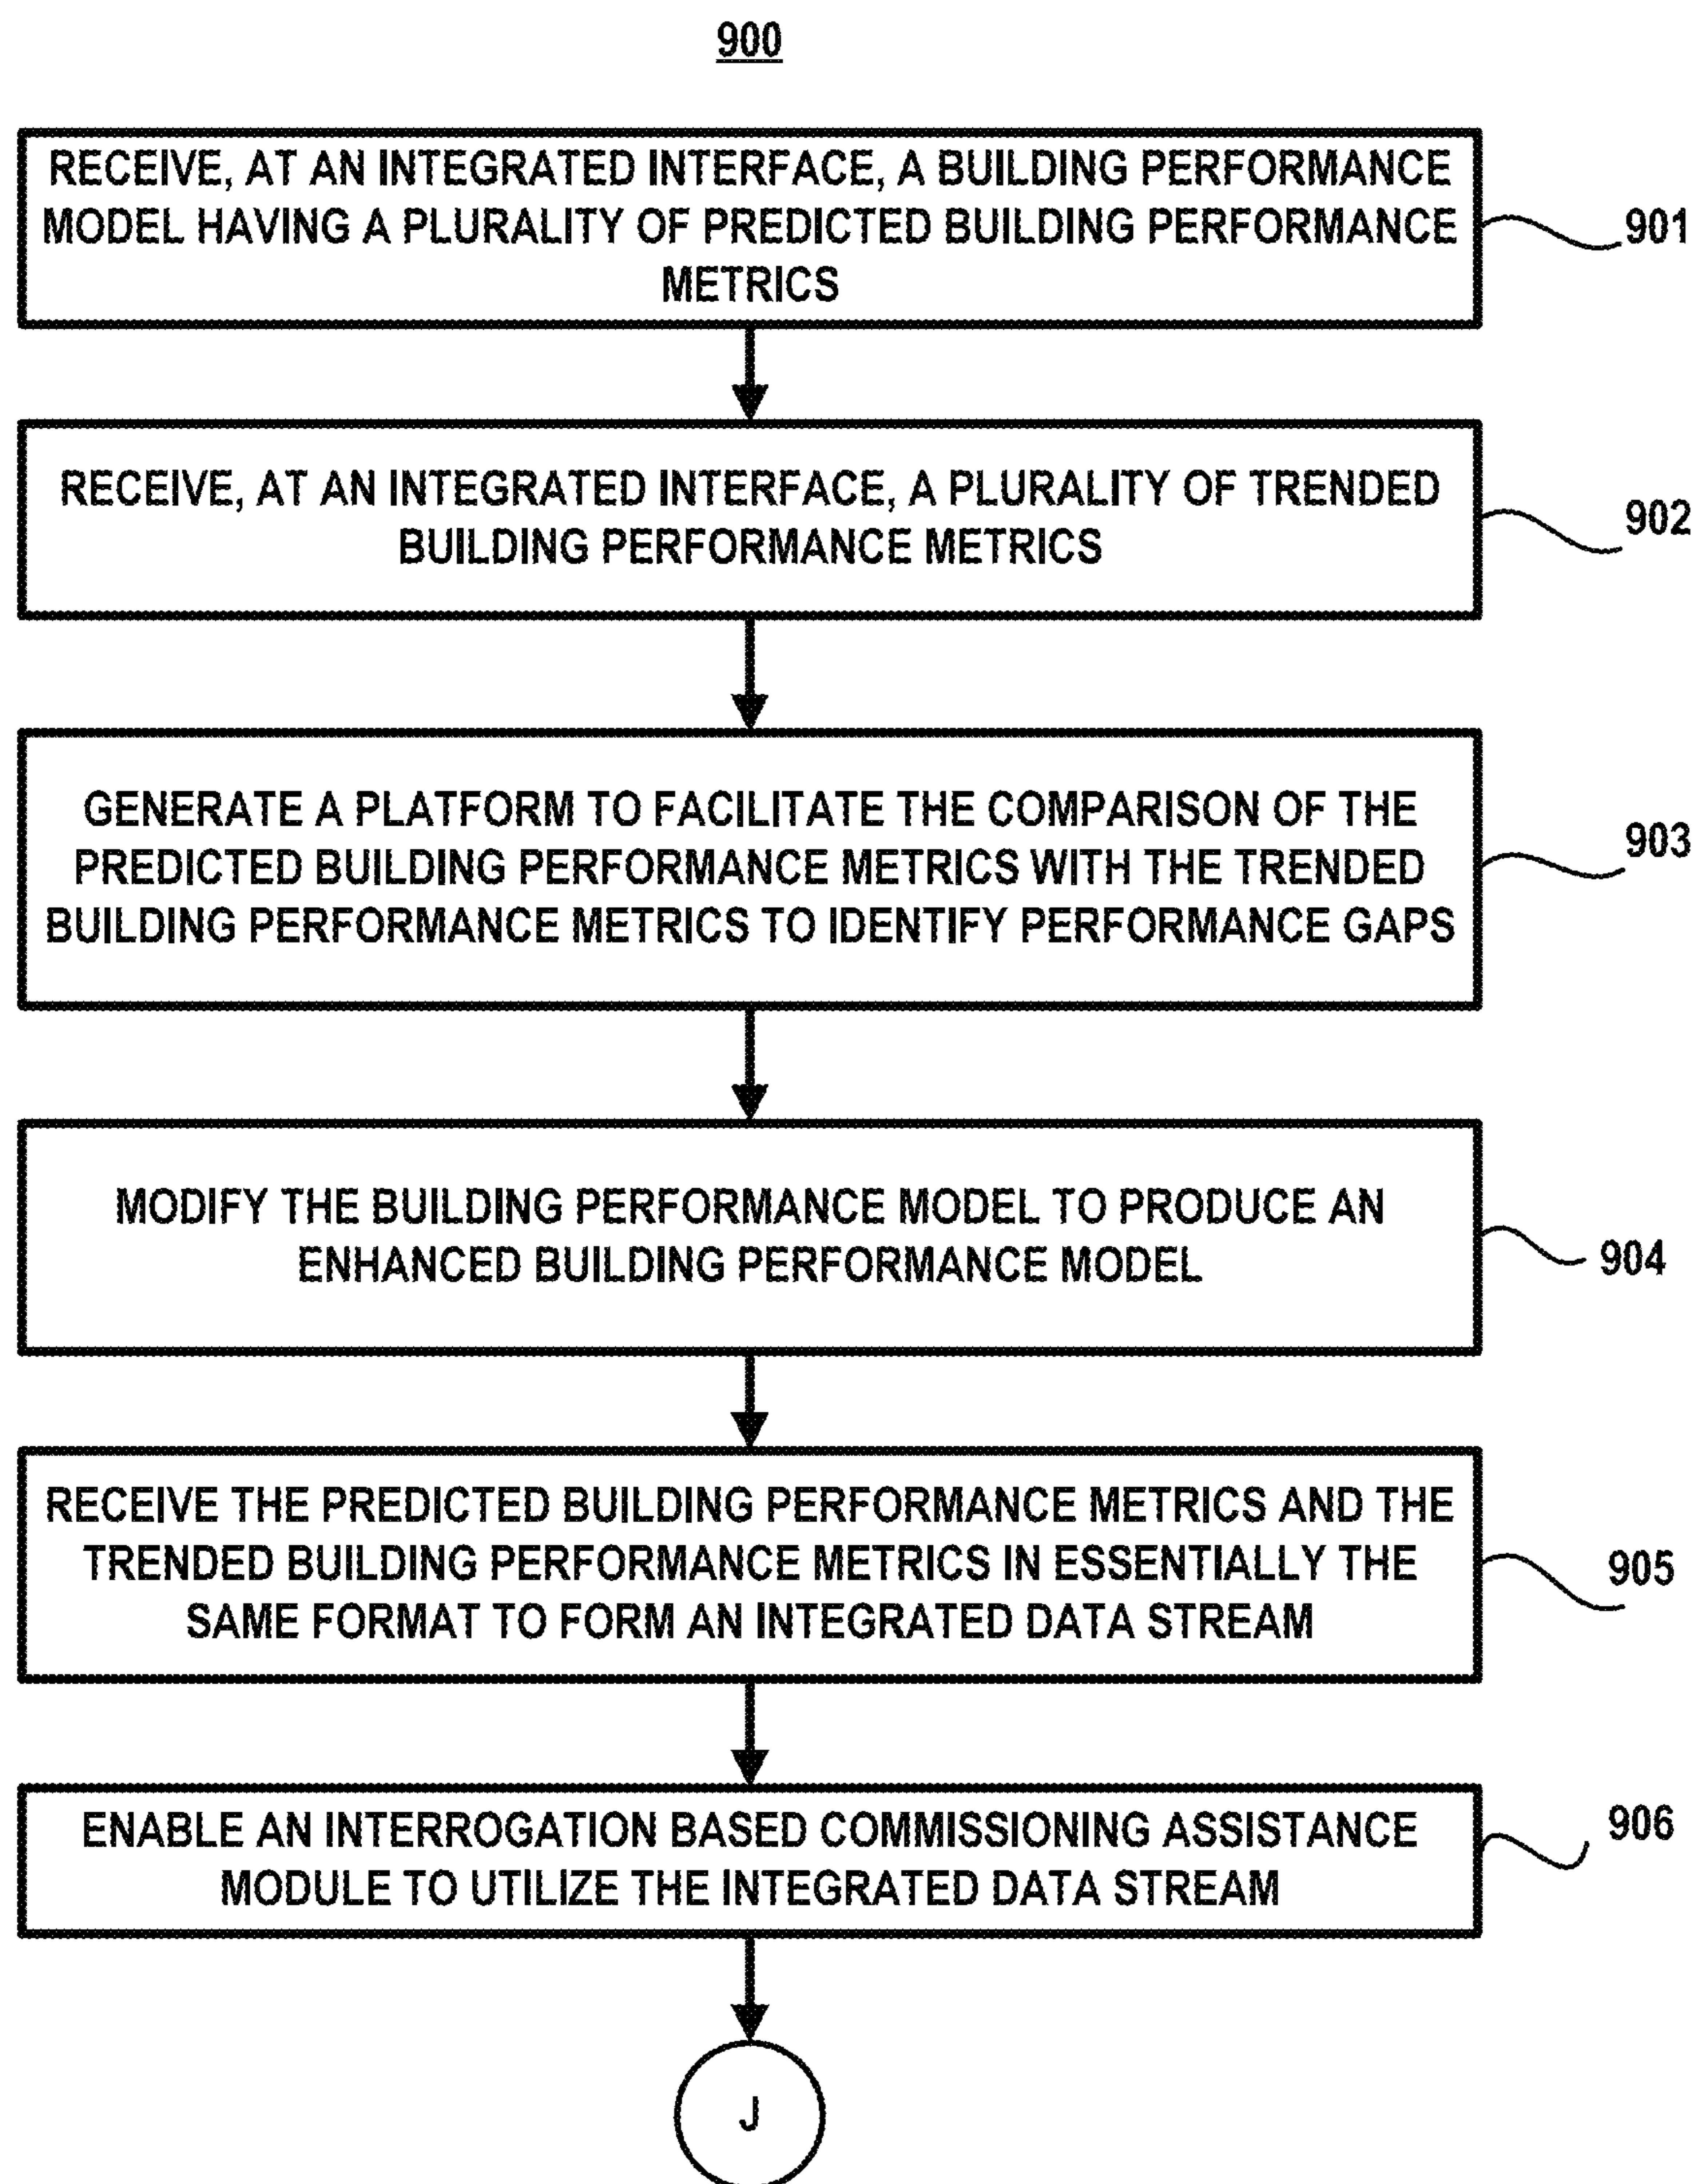 900
RECEIVE, AT AN INTEGRATED INTERFACE, A BUILDING PERFORMANCE
MODEL HAVING A PLURALITY OF PREDICTED BUILDING PERFORMANCE
METRICS
901
RECEIVE, AT AN INTEGRATED INTERFACE, A PLURALITY OF TRENDED
BUILDING PERFORMANCE METRICS
902
GENERATE A PLATFORM TO FACILITATE THE COMPARISON OF THE
PREDICTED BUILDING PERFORMANCE METRICS WITH THE TRENDED
BUILDING PERFORMANCE METRICS TO IDENTIFY PERFORMANCE GAPS
903
MODIFY THE BUILDING PERFORMANCE MODEL TO PRODUCE AN
ENHANCED BUILDING PERFORMANCE MODEL
904
RECEIVE THE PREDICTED BUILDING PERFORMANCE METRICS AND THE
TRENDED BUILDING PERFORMANCE METRICS IN ESSENTIALLY THE
SAME FORMAT TO FORM AN INTEGRATED DATA STREAM
905
ENABLE AN INTERROGATION BASED COMMISSIONING ASSISTANCE
MODULE TO UTILIZE THE INTEGRATED DATA STREAM
906
J